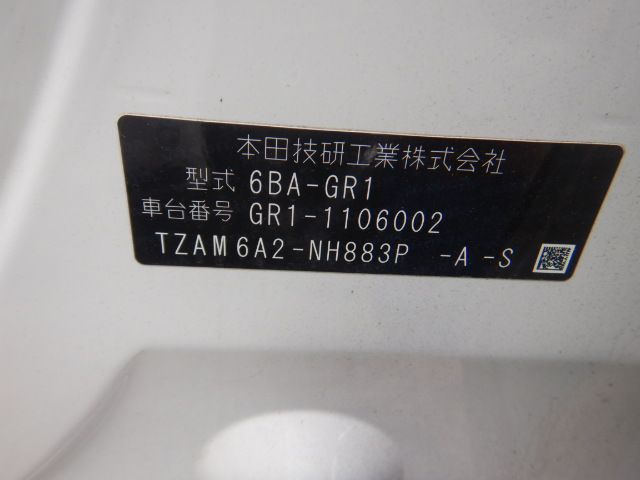 本田技研工業株式会社
型式 6BA-GR1
車台番号 GR1-1106002
TZAM6A2-NH883P -A-S